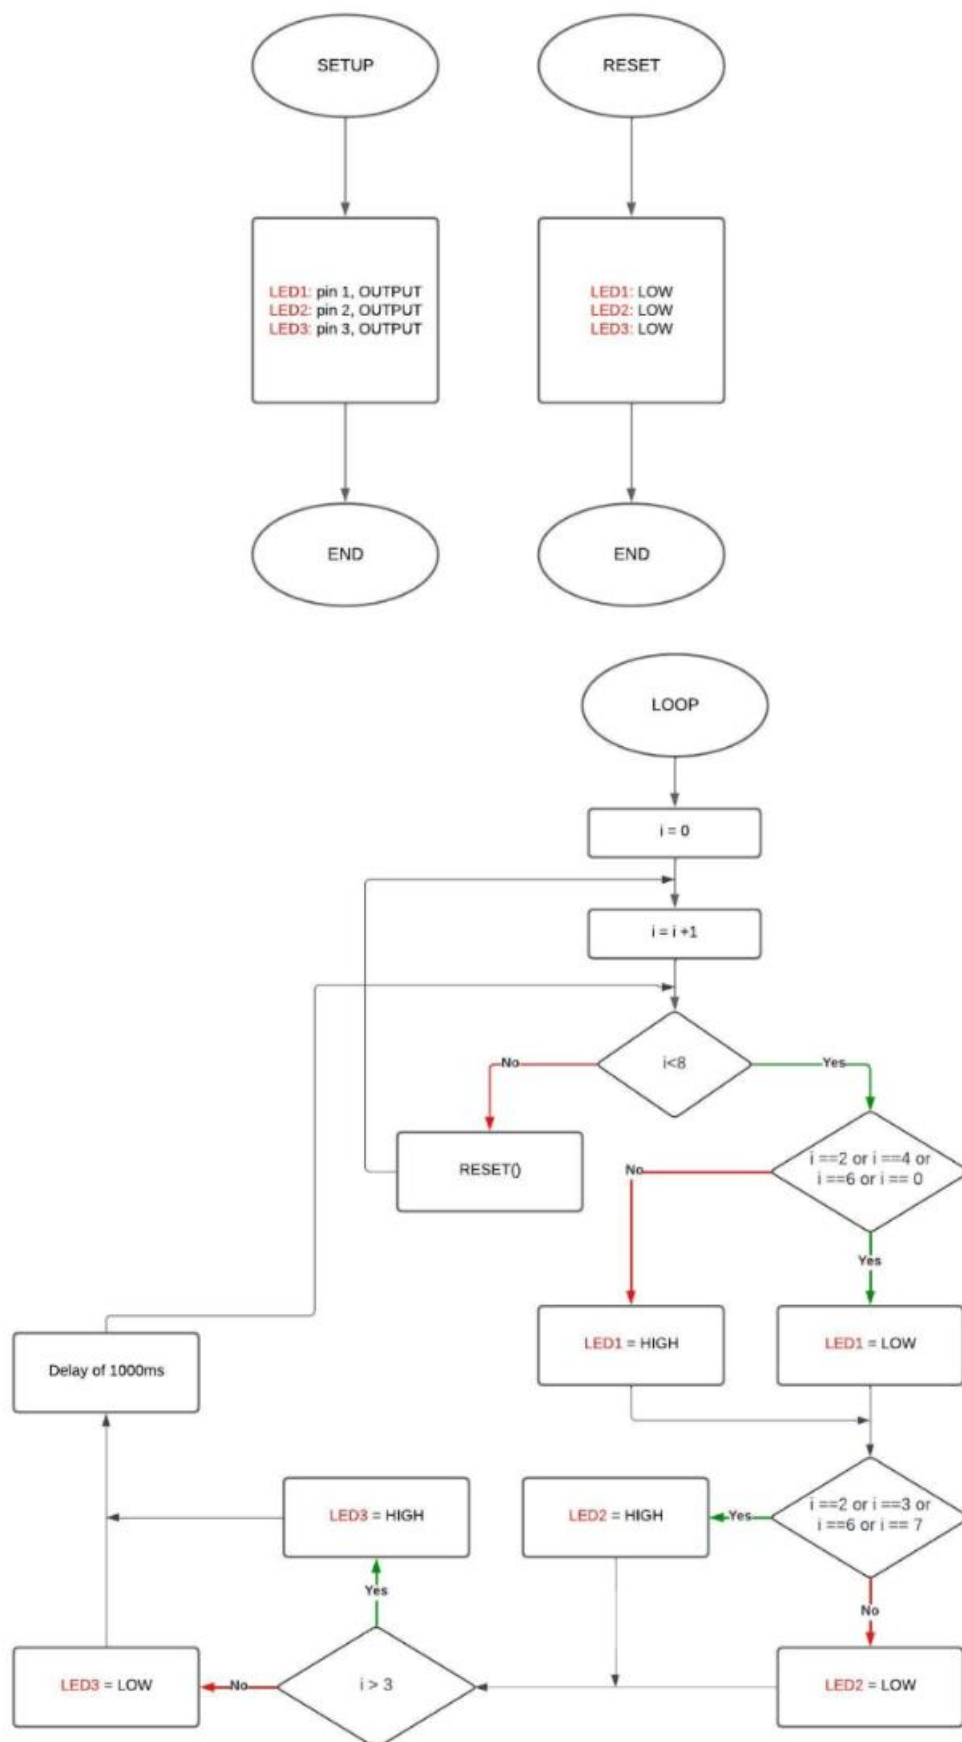 SETUP
RESET
LED1: pin 1, OUTPUT
LED2: pin 2, OUTPUT
LED3: pin 3, OUTPUT
LED1: LOW
LED2: LOW
LED3: LOW
END
END
LOOP
i = 0
i = i +1
i<8
No
Yes
RESET()
i ==2 or i ==4 or
i ==6 or i == 0
No
Yes
LED1 = HIGH
LED1 = LOW
Delay of 1000ms
i ==2 or i ==3 or
i ==6 or i == 7
Yes
No
LED2 = HIGH
LED2 = LOW
LED3 = HIGH
Yes
i > 3
No
LED3 = LOW